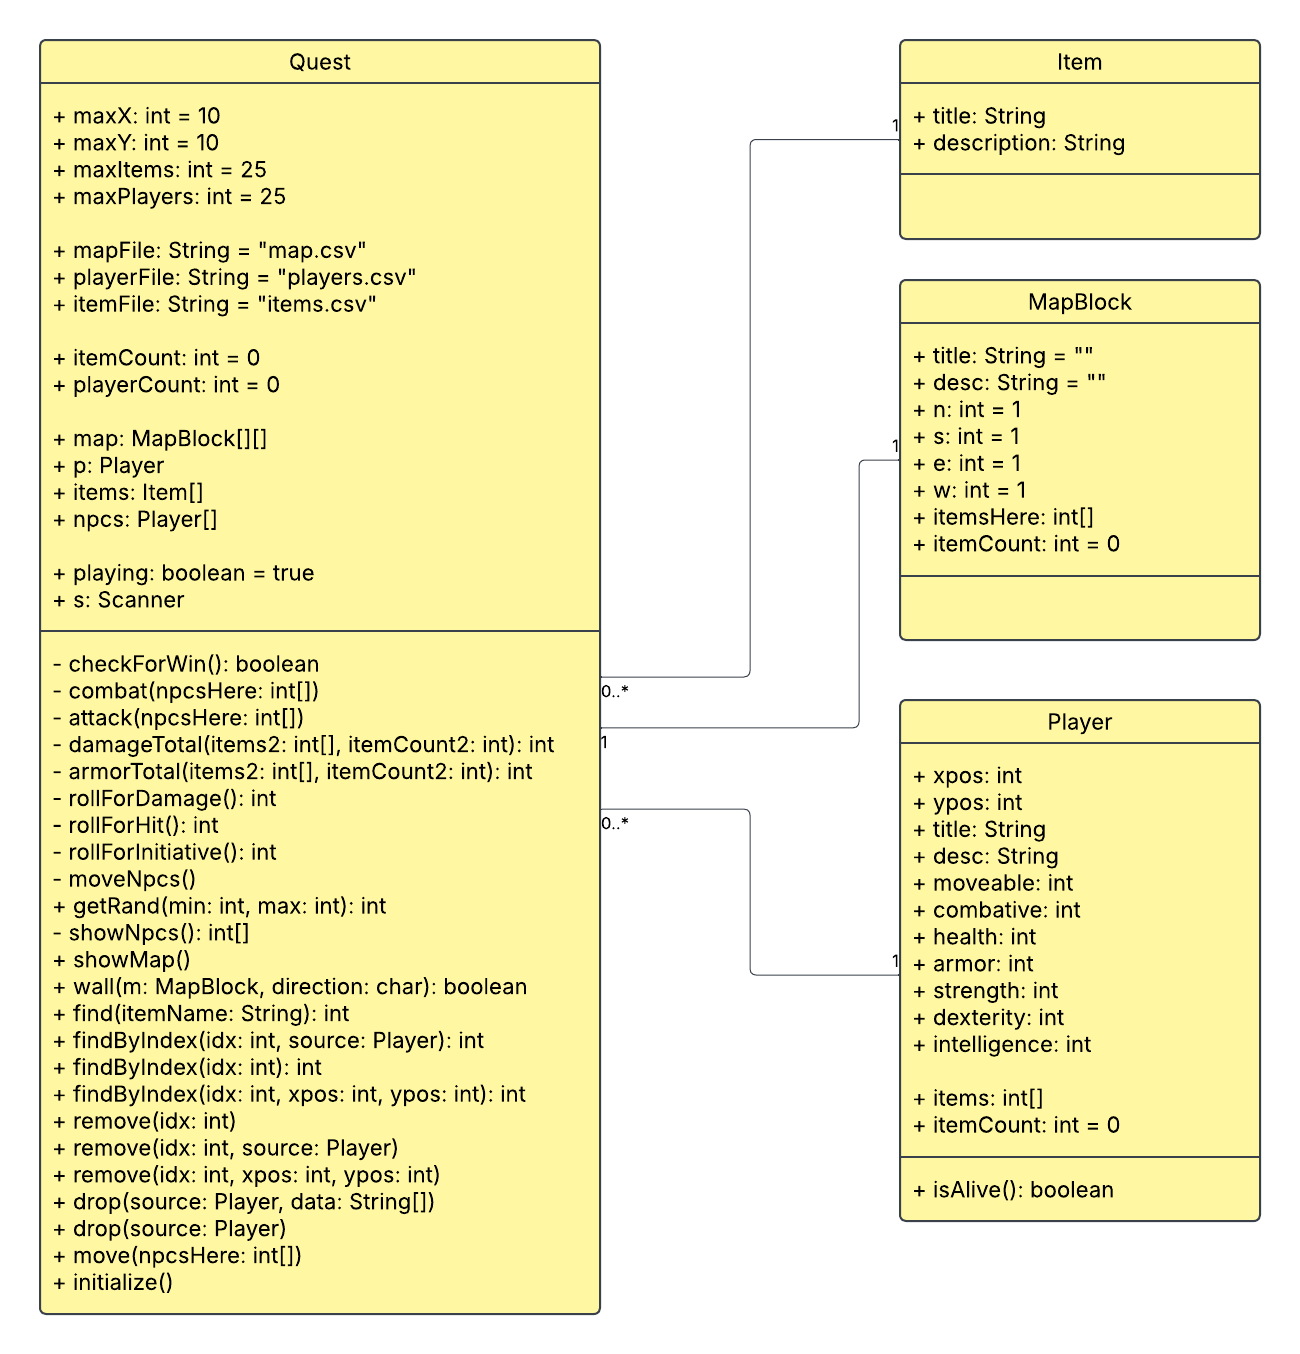 Quest
+ maxX: int = 10
+ maxY: int = 10
+ maxItems: int = 25
+ maxPlayers: int = 25
+ mapFile: String = "map.csv"
+ playerFile: String = "players.csv"
+ itemFile: String = "items.csv"
+ itemCount: int = 0
+ playerCount: int = 0
+ map: MapBlock[][]
+ p: Player
+ items: Item[]
+ npcs: Player[]
+ playing: boolean = true
+ s: Scanner
- checkForWin(): boolean
- combat(npcsHere: int[])
- attack(npcsHere: int[])
- damageTotal(items2: int[], itemCount2: int): int
- armorTotal(items2: int[], itemCount2: int): int
- rollForDamage(): int
- rollForHit(): int
- rollForInitiative(): int
- moveNpcs()
+ getRand(min: int, max: int): int
- showNpcs(): int[]
+ showMap()
+ wall(m: MapBlock, direction: char): boolean
+ find(itemName: String): int
+ findByIndex(idx: int, source: Player): int
+ findByIndex(idx: int): int
+ findByIndex(idx: int, xpos: int, ypos: int): int
+ remove(idx: int)
+ remove(idx: int, source: Player)
+ remove(idx: int, xpos: int, ypos: int)
+ drop(source: Player, data: String[])
+ drop(source: Player)
+ move(npcsHere: int[])
+ initialize()
0..*
1
0..*
1
1
1
Item
+ title: String
+ description: String
MapBlock
+ title: String = ""
+ desc: String = ""
+ n: int = 1
+ s: int = 1
+ e: int = 1
+ w: int = 1
+ itemsHere: int[]
+ itemCount: int = 0
Player
+ xpos: int
+ ypos: int
+ title: String
+ desc: String
+ moveable: int
+ combative: int
+ health: int
+ armor: int
+ strength: int
+ dexterity: int
+ intelligence: int
+ items: int[]
+ itemCount: int = 0
+ isAlive(): boolean